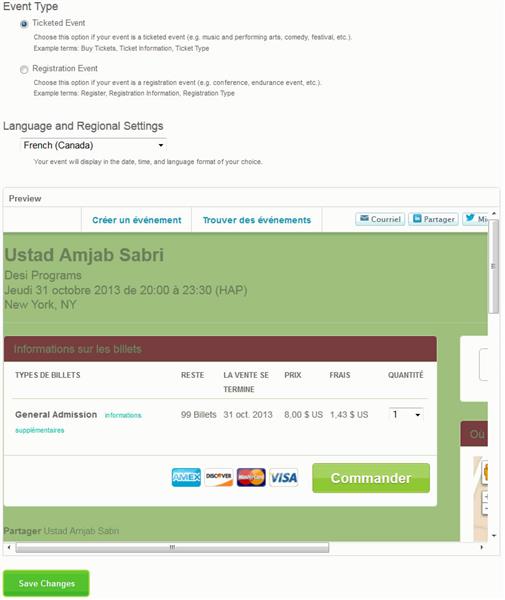 Event Type
Ticketed Event
Choose this option if your event is a ticketed event (e.g. music and performing arts, comedy, festival, etc.).
Example terms: Buy Tickets, Ticket Information, Ticket Type
Registration Event
Choose this option if your event is a registration event (e.g. conference, endurance event, etc.).
Example terms: Register, Registration Information, Registration Type
Language and Regional Settings
French (Canada)
Your event will display in the date, time, and language format of your choice.
Preview
Créer un événement Trouver des événements Courriel Partager
Ustad Amjab Sabri
Desi Programs
Jeudi 31 octobre 2013 de 20:00 à 23:30 (HAP)
New York, NY
Informations sur les billets
TYPES DE BILLETS RESTE LA VENTE SE TERMINE PRIX FRAIS QUANTITÉ
General Admission informations supplémentaires 99 Billets 31 oct. 2013 8,00 $ US 1,43 $ US 1
AMEX DISCOVER MasterCard VISA Commander
Où
Partager Ustad Amjab Sabri
Save Changes